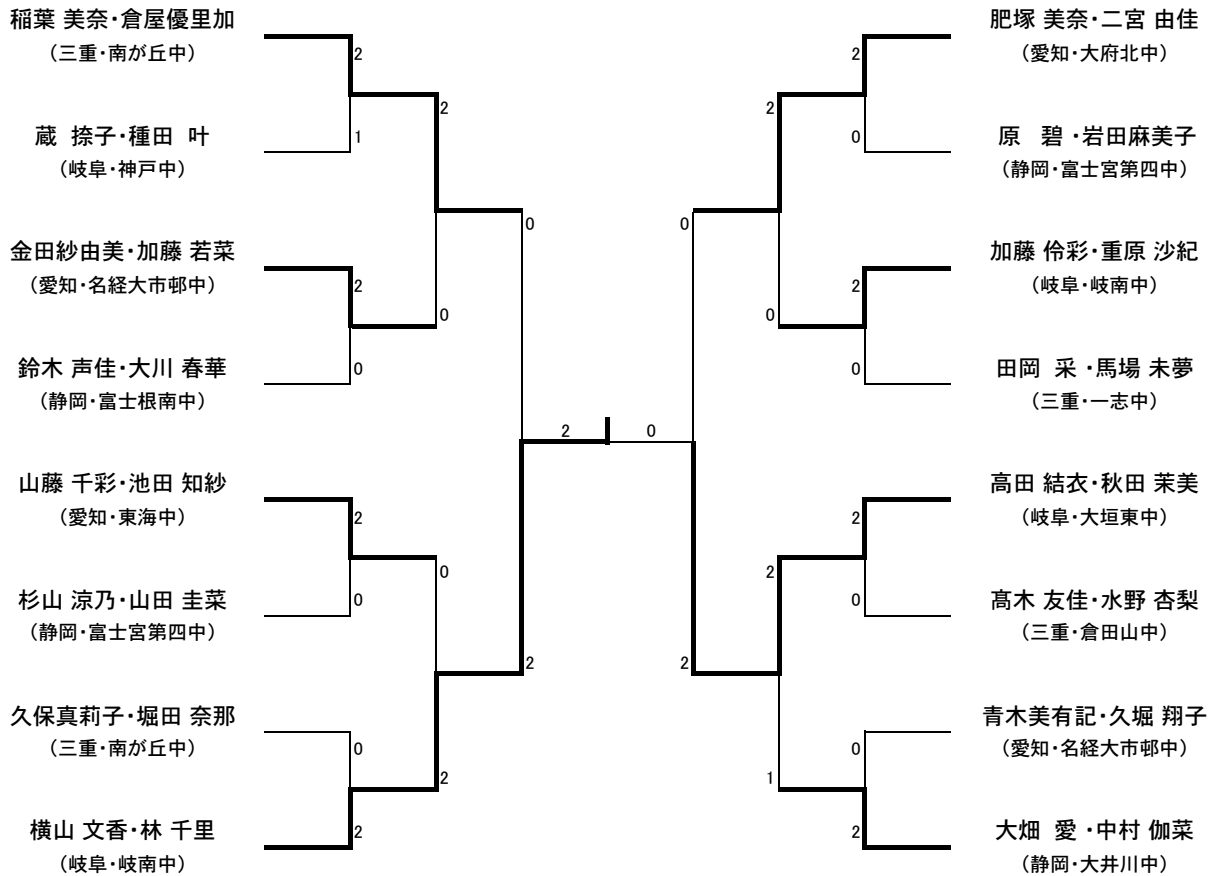 稲葉 美奈・倉屋優里加
（三重・南が丘中）
2
蔵 捺子・種田 叶
（岐阜・神戸中）
1
2
金田紗由美・加藤 若菜
（愛知・名経大市邨中）
2
鈴木 声佳・大川 春華
（静岡・富士根南中）
0
0
0
山藤 千彩・池田 知紗
（愛知・東海中）
2
杉山 涼乃・山田 圭菜
（静岡・富士宮第四中）
0
0
久保真莉子・堀田 奈那
（三重・南が丘中）
0
横山 文香・林 千里
（岐阜・岐南中）
2
2
2
2
0
肥塚 美奈・二宮 由佳
（愛知・大府北中）
2
原 碧 ・岩田麻美子
（静岡・富士宮第四中）
0
2
加藤 伶彩・重原 沙紀
（岐阜・岐南中）
2
田岡 采 ・馬場 未夢
（三重・一志中）
0
0
0
高田 結衣・秋田 茉美
（岐阜・大垣東中）
2
髙木 友佳・水野 杏梨
（三重・倉田山中）
0
2
青木美有記・久堀 翔子
（愛知・名経大市邨中）
0
大畑 愛 ・中村 伽菜
（静岡・大井川中）
2
1
2